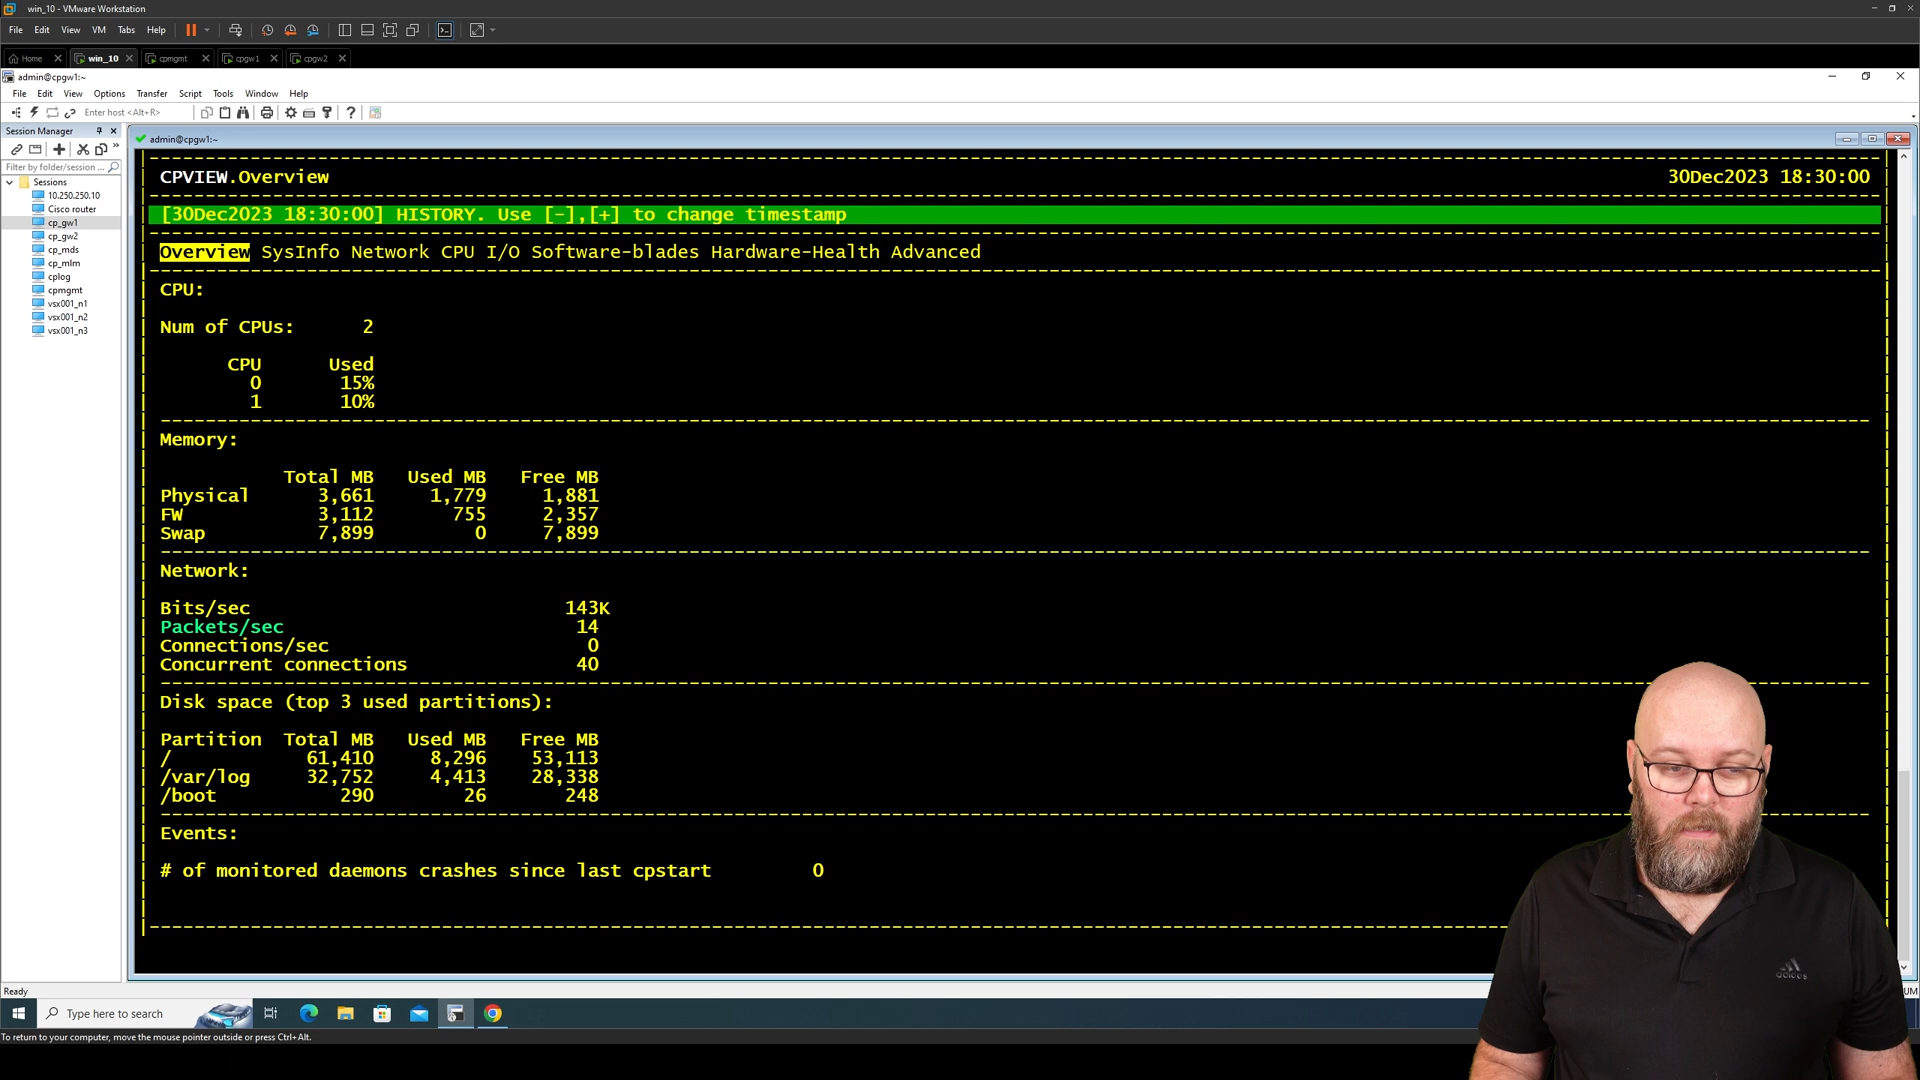 win_10 - VMware Workstation
File Edit View VM Tabs Help
Home win_10 cpmgmt cpgw1 cpgw2
admin@cpgw1:~
File Edit View Options Transfer Script Tools Window Help
Enter host <Alt+R>
Session Manager
admin@cpgw1:~
Filter by folder/session ...
Sessions
10.250.250.10
Cisco router
cp_gw1
cp_gw2
cp_mds
cp_mlm
cplog
cpmgmt
vsx001_n1
vsx001_n2
vsx001_n3
CPVIEW.Overview 30Dec2023 18:30:00
[30Dec2023 18:30:00] HISTORY. Use [-],[+] to change timestamp
Overview SysInfo Network CPU I/O Software-blades Hardware-Health Advanced
CPU:
Num of CPUs: 2
CPU Used
0 15%
1 10%
Memory:
Total MB Used MB Free MB
Physical 3,661 1,779 1,881
FW 3,112 755 2,357
Swap 7,899 0 7,899
Network:
Bits/sec 143K
Packets/sec 14
Connections/sec 0
Concurrent connections 40
Disk space (top 3 used partitions):
Partition Total MB Used MB Free MB
/ 61,410 8,296 53,113
/var/log 32,752 4,413 28,338
/boot 290 26 248
Events:
# of monitored daemons crashes since last cpstart 0
Ready
Type here to search
To return to your computer, move the mouse pointer outside or press Ctrl+Alt.
adidas